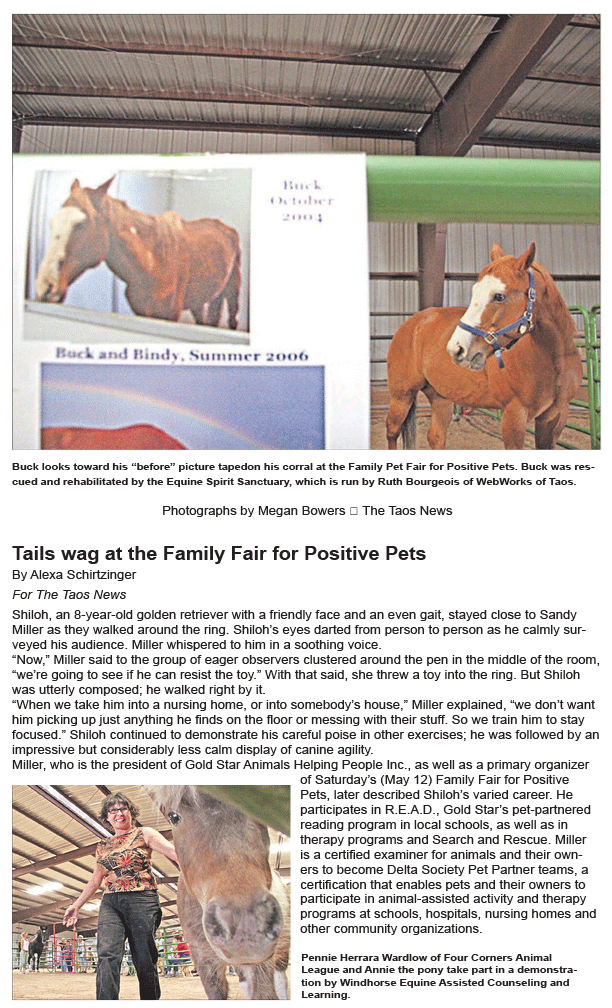 Buck
October
2004
Buck and Bindy, Summer 2006
Buck looks toward his “before” picture tapedon his corral at the Family Pet Fair for Positive Pets. Buck was res-
cued and rehabilitated by the Equine Spirit Sanctuary, which is run by Ruth Bourgeois of WebWorks of Taos.
Photographs by Megan Bowers □ The Taos News
Tails wag at the Family Fair for Positive Pets
By Alexa Schirtzinger
For The Taos News
Shiloh, an 8-year-old golden retriever with a friendly face and an even gait, stayed close to Sandy
Miller as they walked around the ring. Shiloh’s eyes darted from person to person as he calmly sur-
veyed his audience. Miller whispered to him in a soothing voice.
“Now,” Miller said to the group of eager observers clustered around the pen in the middle of the room,
“we’re going to see if he can resist the toy.” With that said, she threw a toy into the ring. But Shiloh
was utterly composed; he walked right by it.
“When we take him into a nursing home, or into somebody’s house,” Miller explained, “we don’t want
him picking up just anything he finds on the floor or messing with their stuff. So we train him to stay
focused.” Shiloh continued to demonstrate his careful poise in other exercises; he was followed by an
impressive but considerably less calm display of canine agility.
Miller, who is the president of Gold Star Animals Helping People Inc., as well as a primary organizer
of Saturday’s (May 12) Family Fair for Positive
Pets, later described Shiloh’s varied career. He
participates in R.E.A.D., Gold Star’s pet-partnered
reading program in local schools, as well as in
therapy programs and Search and Rescue. Miller
is a certified examiner for animals and their own-
ers to become Delta Society Pet Partner teams, a
certification that enables pets and their owners to
participate in animal-assisted activity and therapy
programs at schools, hospitals, nursing homes and
other community organizations.
Pennie Herrara Wardlow of Four Corners Animal
League and Annie the pony take part in a demonstra-
tion by Windhorse Equine Assisted Counseling and
Learning.